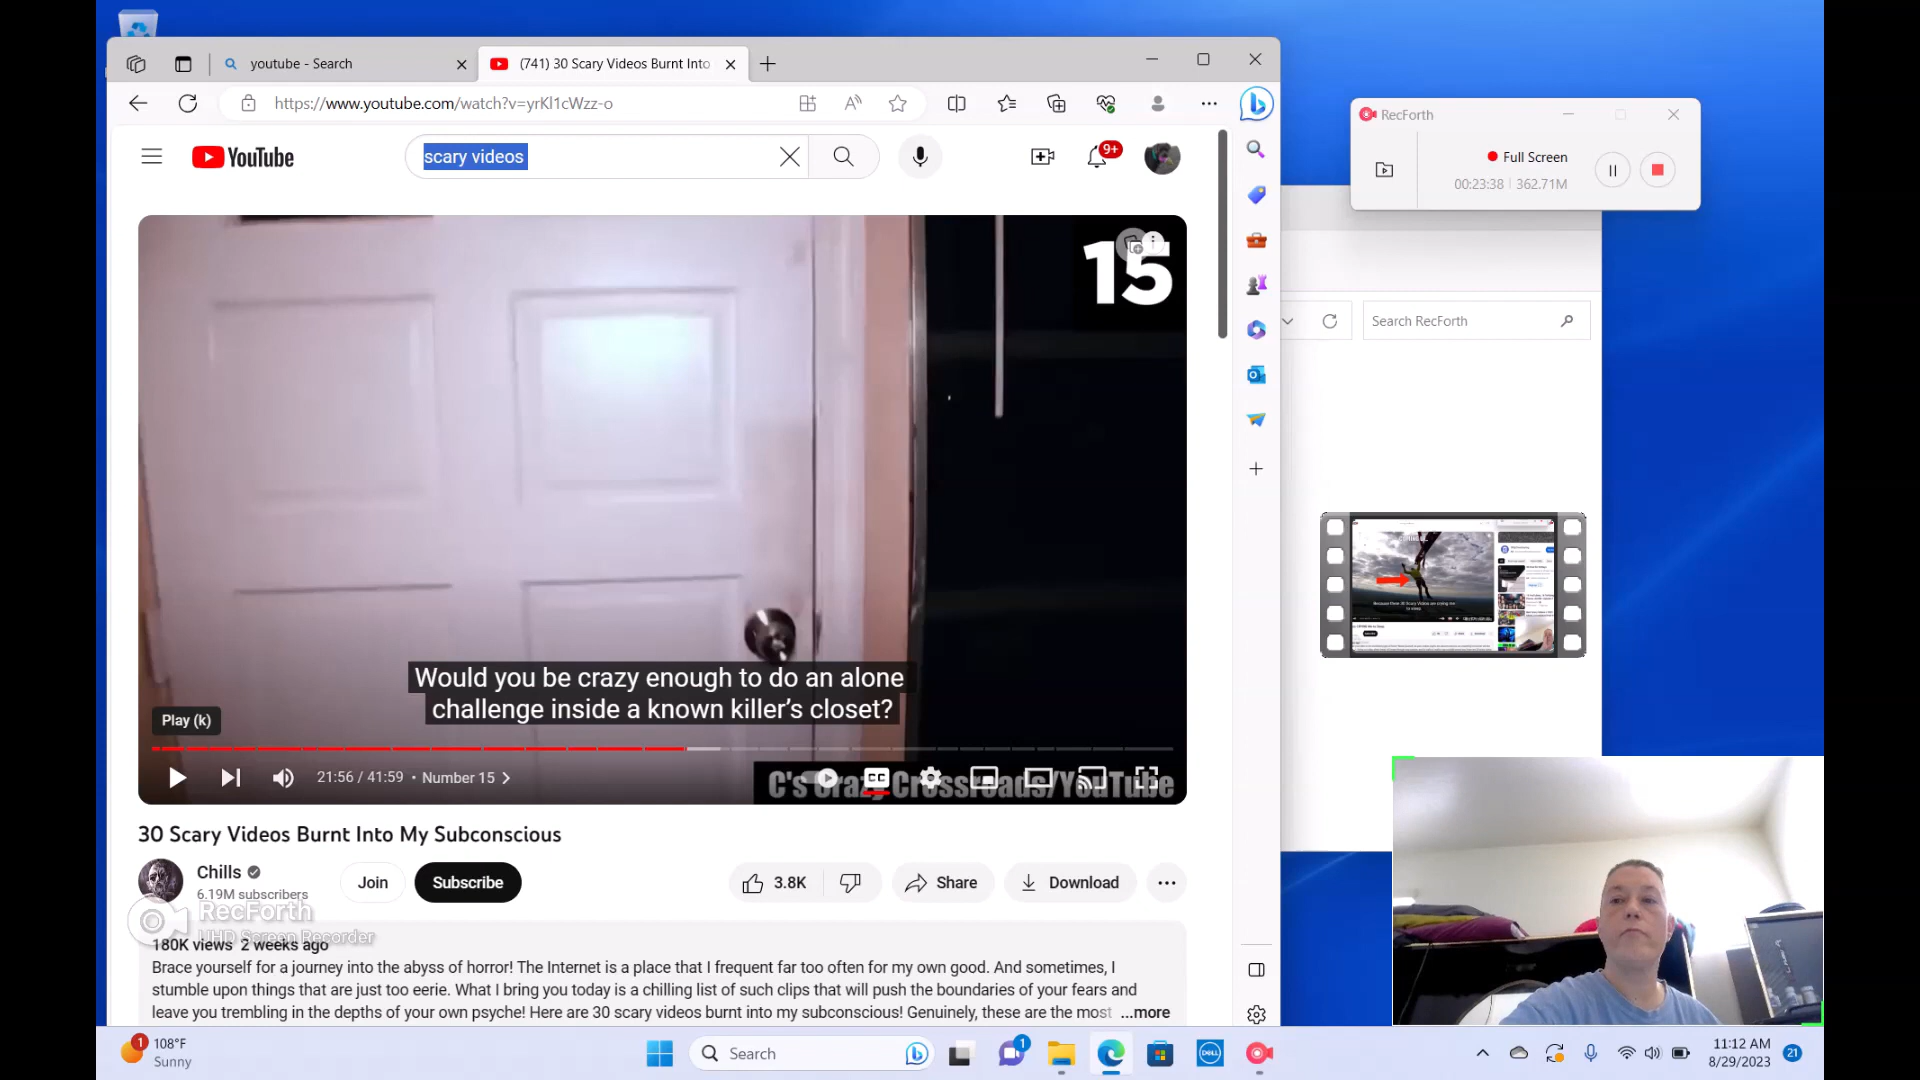 youtube - Search
(741) 30 Scary Videos Burnt Into
https://www.youtube.com/watch?v=yrKl1cWzz-o
YouTube
scary videos
9+
RecForth
Full Screen
00:23:38 | 362.71M
Search RecForth
15
Would you be crazy enough to do an alone
challenge inside a known killer's closet?
Play (k)
21:56 / 41:59 • Number 15
CC
C's Crazy Crossroads/YouTube
30 Scary Videos Burnt Into My Subconscious
Chills
6.19M subscribers
Join
Subscribe
3.8K
Share
Download
RecForth
UHD Screen Recorder
180K views 2 weeks ago
Brace yourself for a journey into the abyss of horror! The Internet is a place that I frequent far too often for my own good. And sometimes, I
stumble upon things that are just too eerie. What I bring you today is a chilling list of such clips that will push the boundaries of your fears and
leave you trembling in the depths of your own psyche! Here are 30 scary videos burnt into my subconscious! Genuinely, these are the most ...more
1
108°F
Sunny
Search
1
DELL
11:12 AM
8/29/2023
21